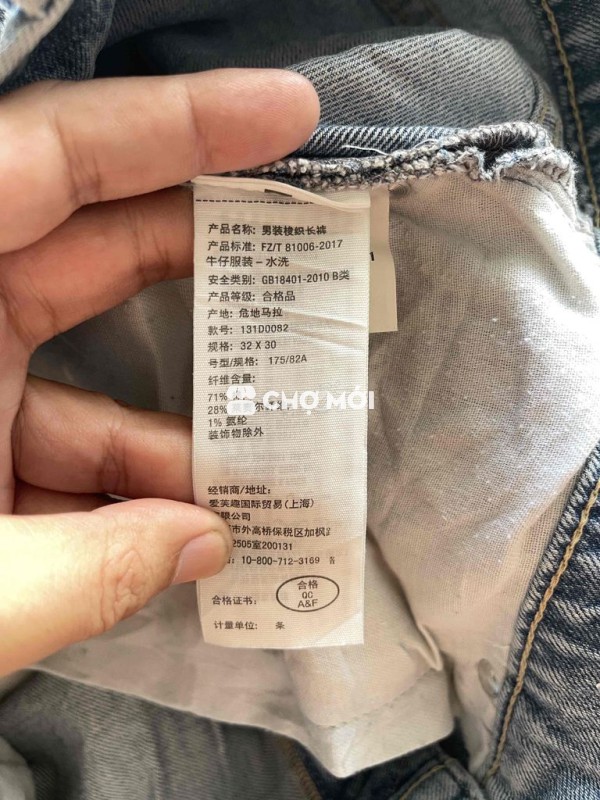 产品名称: 男装梭织长裤
产品标准: FZ/T 81006-2017
牛仔服装-水洗
安全类别: GB18401-2010 B类
产品等级: 合格品
产地: 危地马拉
款号: 131D0082
规格: 32 X 30
号型/规格: 175/82A
纤维含量:
71%
28%
CHỢ MỚI
1% 氨纶
装饰物除外
经销商/地址:
爱芙趣国际贸易(上海)
有限公司
市外高桥保税区加枫
2505室200131
10-800-712-3169
合格证书:
合格
QC
A&F
计量单位: 条